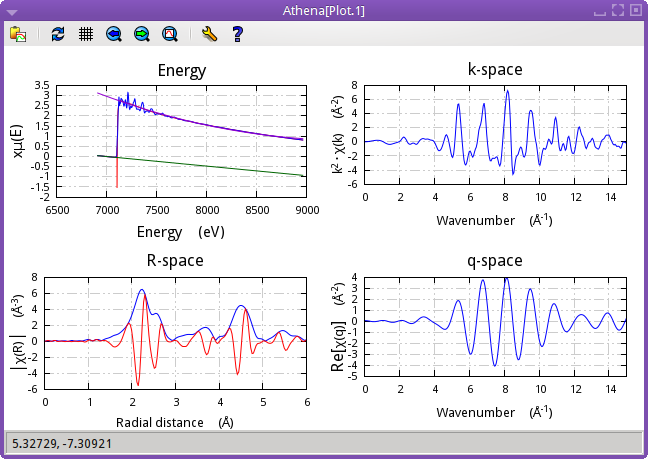 Athena[Plot.1]
Energy
xμ(E)
3.5
3
2.5
2
1.5
1
0.5
0
-0.5
-1
-1.5
-2
6500 7000 7500 8000 8500 9000
Energy (eV)
k-space
k²·χ(k) (Å⁻²)
8
6
4
2
0
-2
-4
-6
0 2 4 6 8 10 12 14
Wavenumber (Å⁻¹)
R-space
|χ(R)| (Å⁻³)
8
6
4
2
0
-2
-4
-6
0 1 2 3 4 5 6
Radial distance (Å)
q-space
Re[χ(q)] (Å⁻²)
4
3
2
1
0
-1
-2
-3
-4
-5
0 2 4 6 8 10 12 14
Wavenumber (Å⁻¹)
5.32729, -7.30921